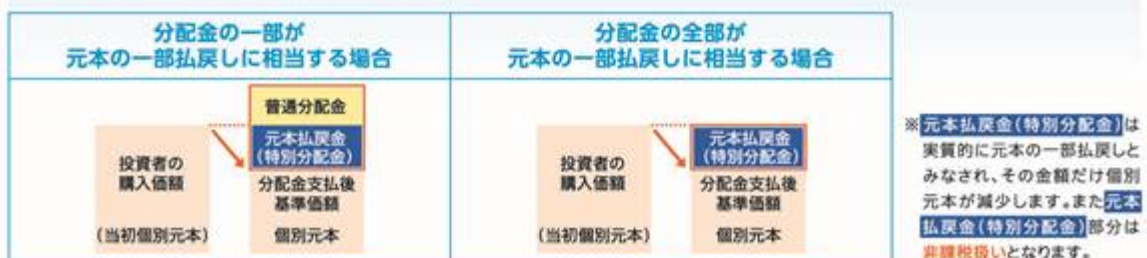 分配金の一部が
元本の一部払戻しに相当する場合
普通分配金
元本払戻金
(特別分配金)
投資者の
購入価額
分配金支払後
基準価額
(当初個別元本)
個別元本
分配金の全部が
元本の一部払戻しに相当する場合
元本払戻金
(特別分配金)
投資者の
購入価額
分配金支払後
基準価額
(当初個別元本)
個別元本
※元本払戻金(特別分配金)は
実質的に元本の一部払戻しと
みなされ、その金額だけ個別
元本が減少します。また元本
払戻金(特別分配金)部分は
非課税扱いとなります。